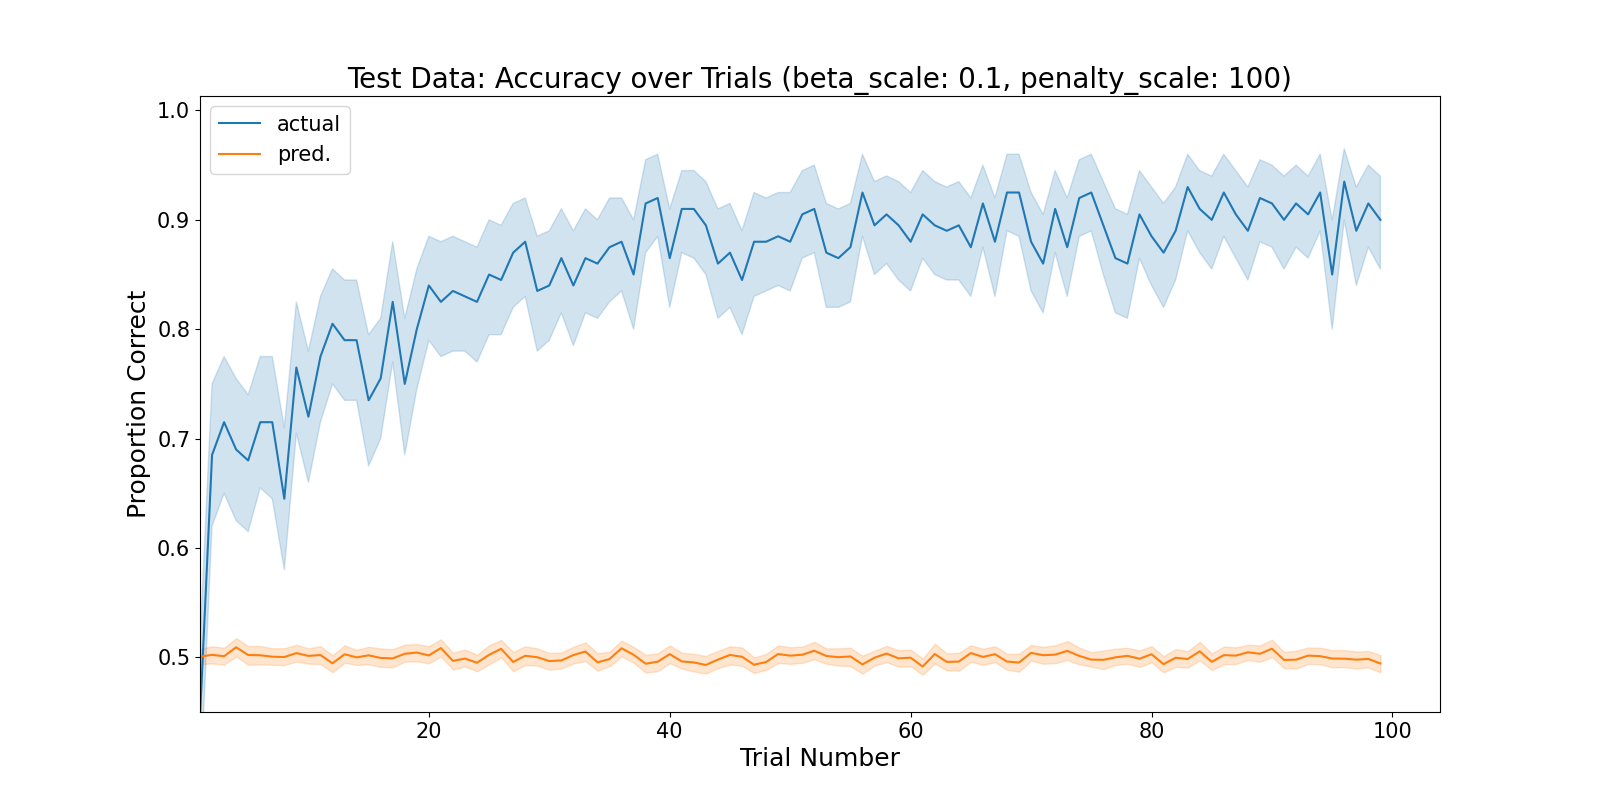 Test Data: Accuracy over Trials (beta_scale: 0.1, penalty_scale: 100)
actual
pred.
1.0
0.9
0.8
0.7
0.6
0.5
Proportion Correct
20
40
60
80
100
Trial Number